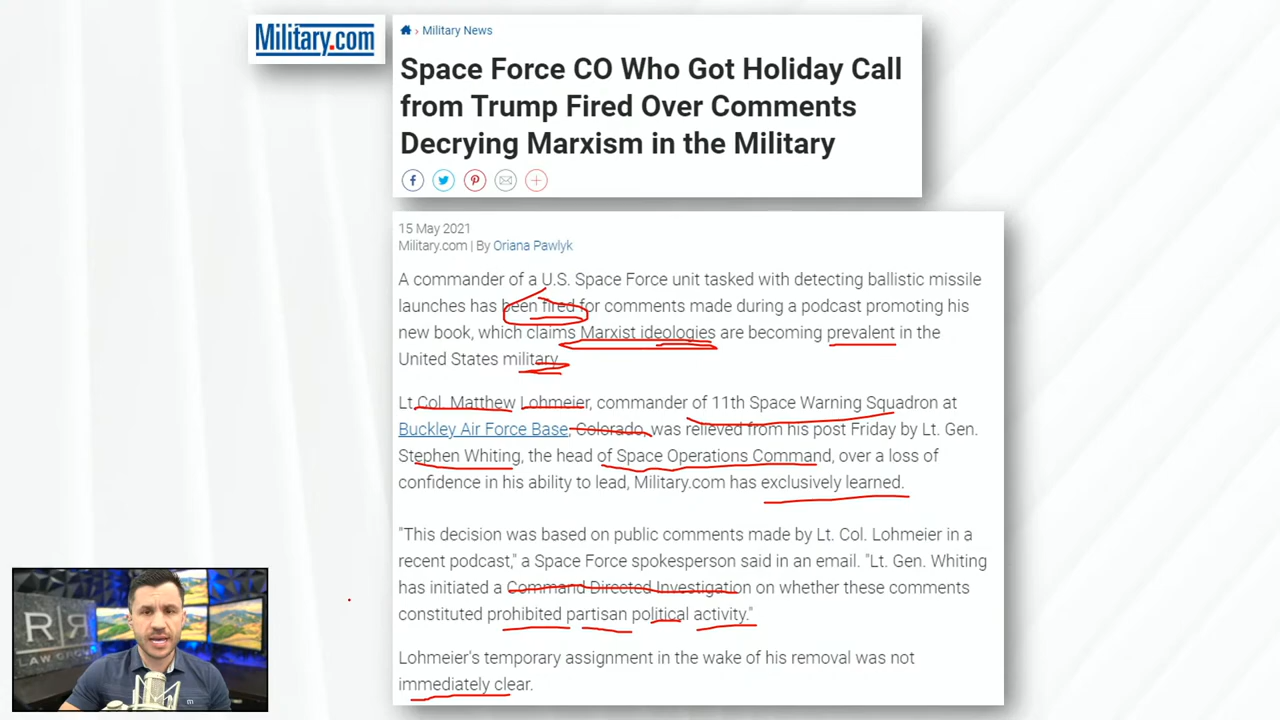 Military.com
› Military News
Space Force CO Who Got Holiday Call
from Trump Fired Over Comments
Decrying Marxism in the Military
15 May 2021
Military.com | By Oriana Pawlyk
A commander of a U.S. Space Force unit tasked with detecting ballistic missile
launches has been fired for comments made during a podcast promoting his
new book, which claims Marxist ideologies are becoming prevalent in the
United States military.
Lt. Col. Matthew Lohmeier, commander of 11th Space Warning Squadron at
Buckley Air Force Base, Colorado, was relieved from his post Friday by Lt. Gen.
Stephen Whiting, the head of Space Operations Command, over a loss of
confidence in his ability to lead, Military.com has exclusively learned.
"This decision was based on public comments made by Lt. Col. Lohmeier in a
recent podcast," a Space Force spokesperson said in an email. "Lt. Gen. Whiting
has initiated a Command Directed Investigation on whether these comments
constituted prohibited partisan political activity."
Lohmeier's temporary assignment in the wake of his removal was not
immediately clear.
R R
LAW GROUP